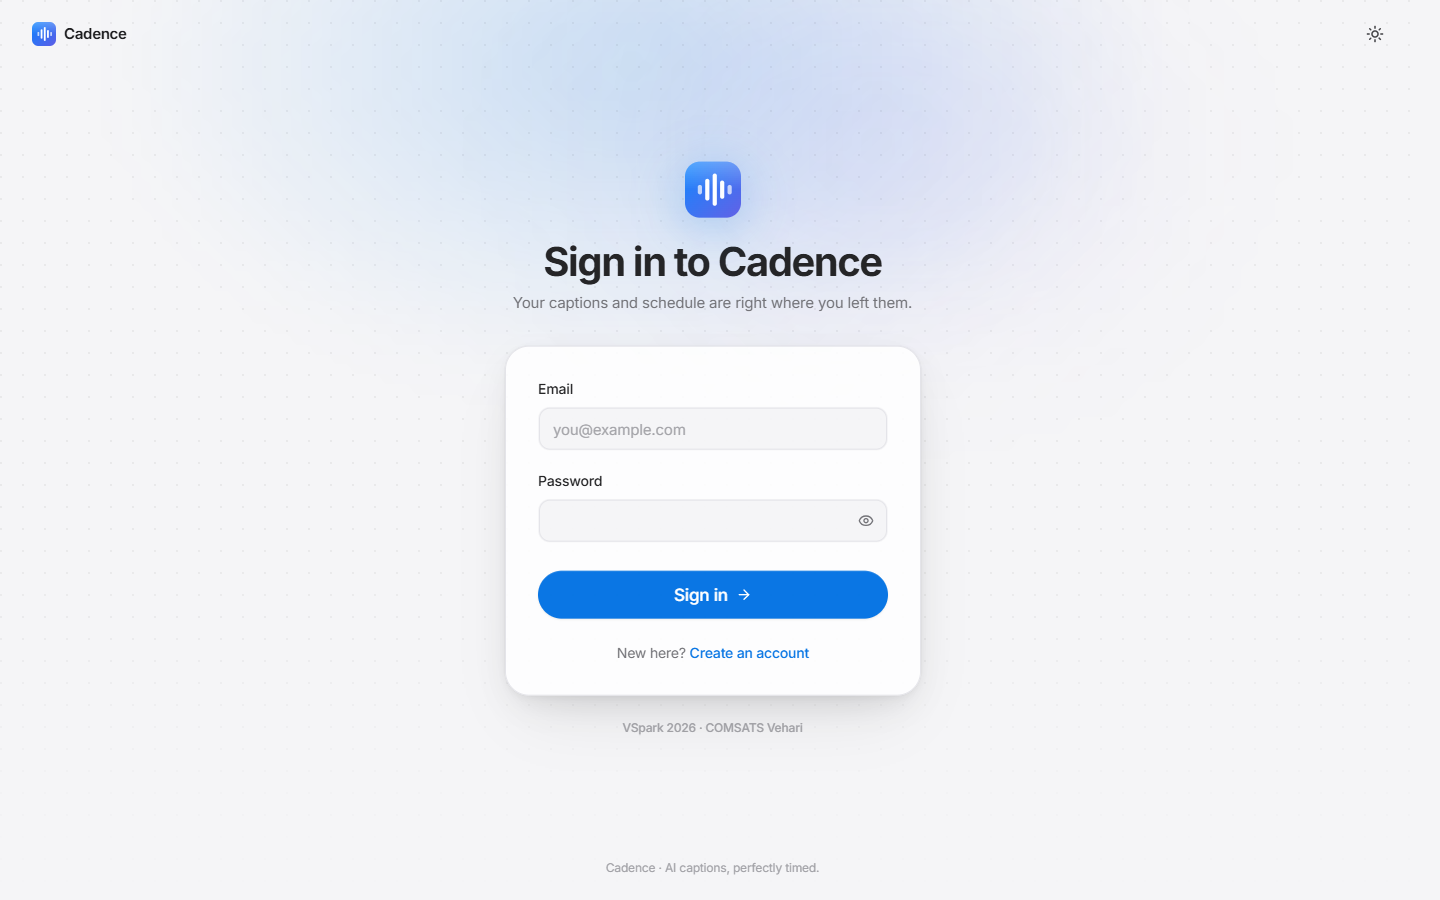 Cadence
Sign in to Cadence
Your captions and schedule are right where you left them.
Email
you@example.com
Password
Sign in →
New here? Create an account
VSpark 2026 · COMSATS Vehari
Cadence · AI captions, perfectly timed.